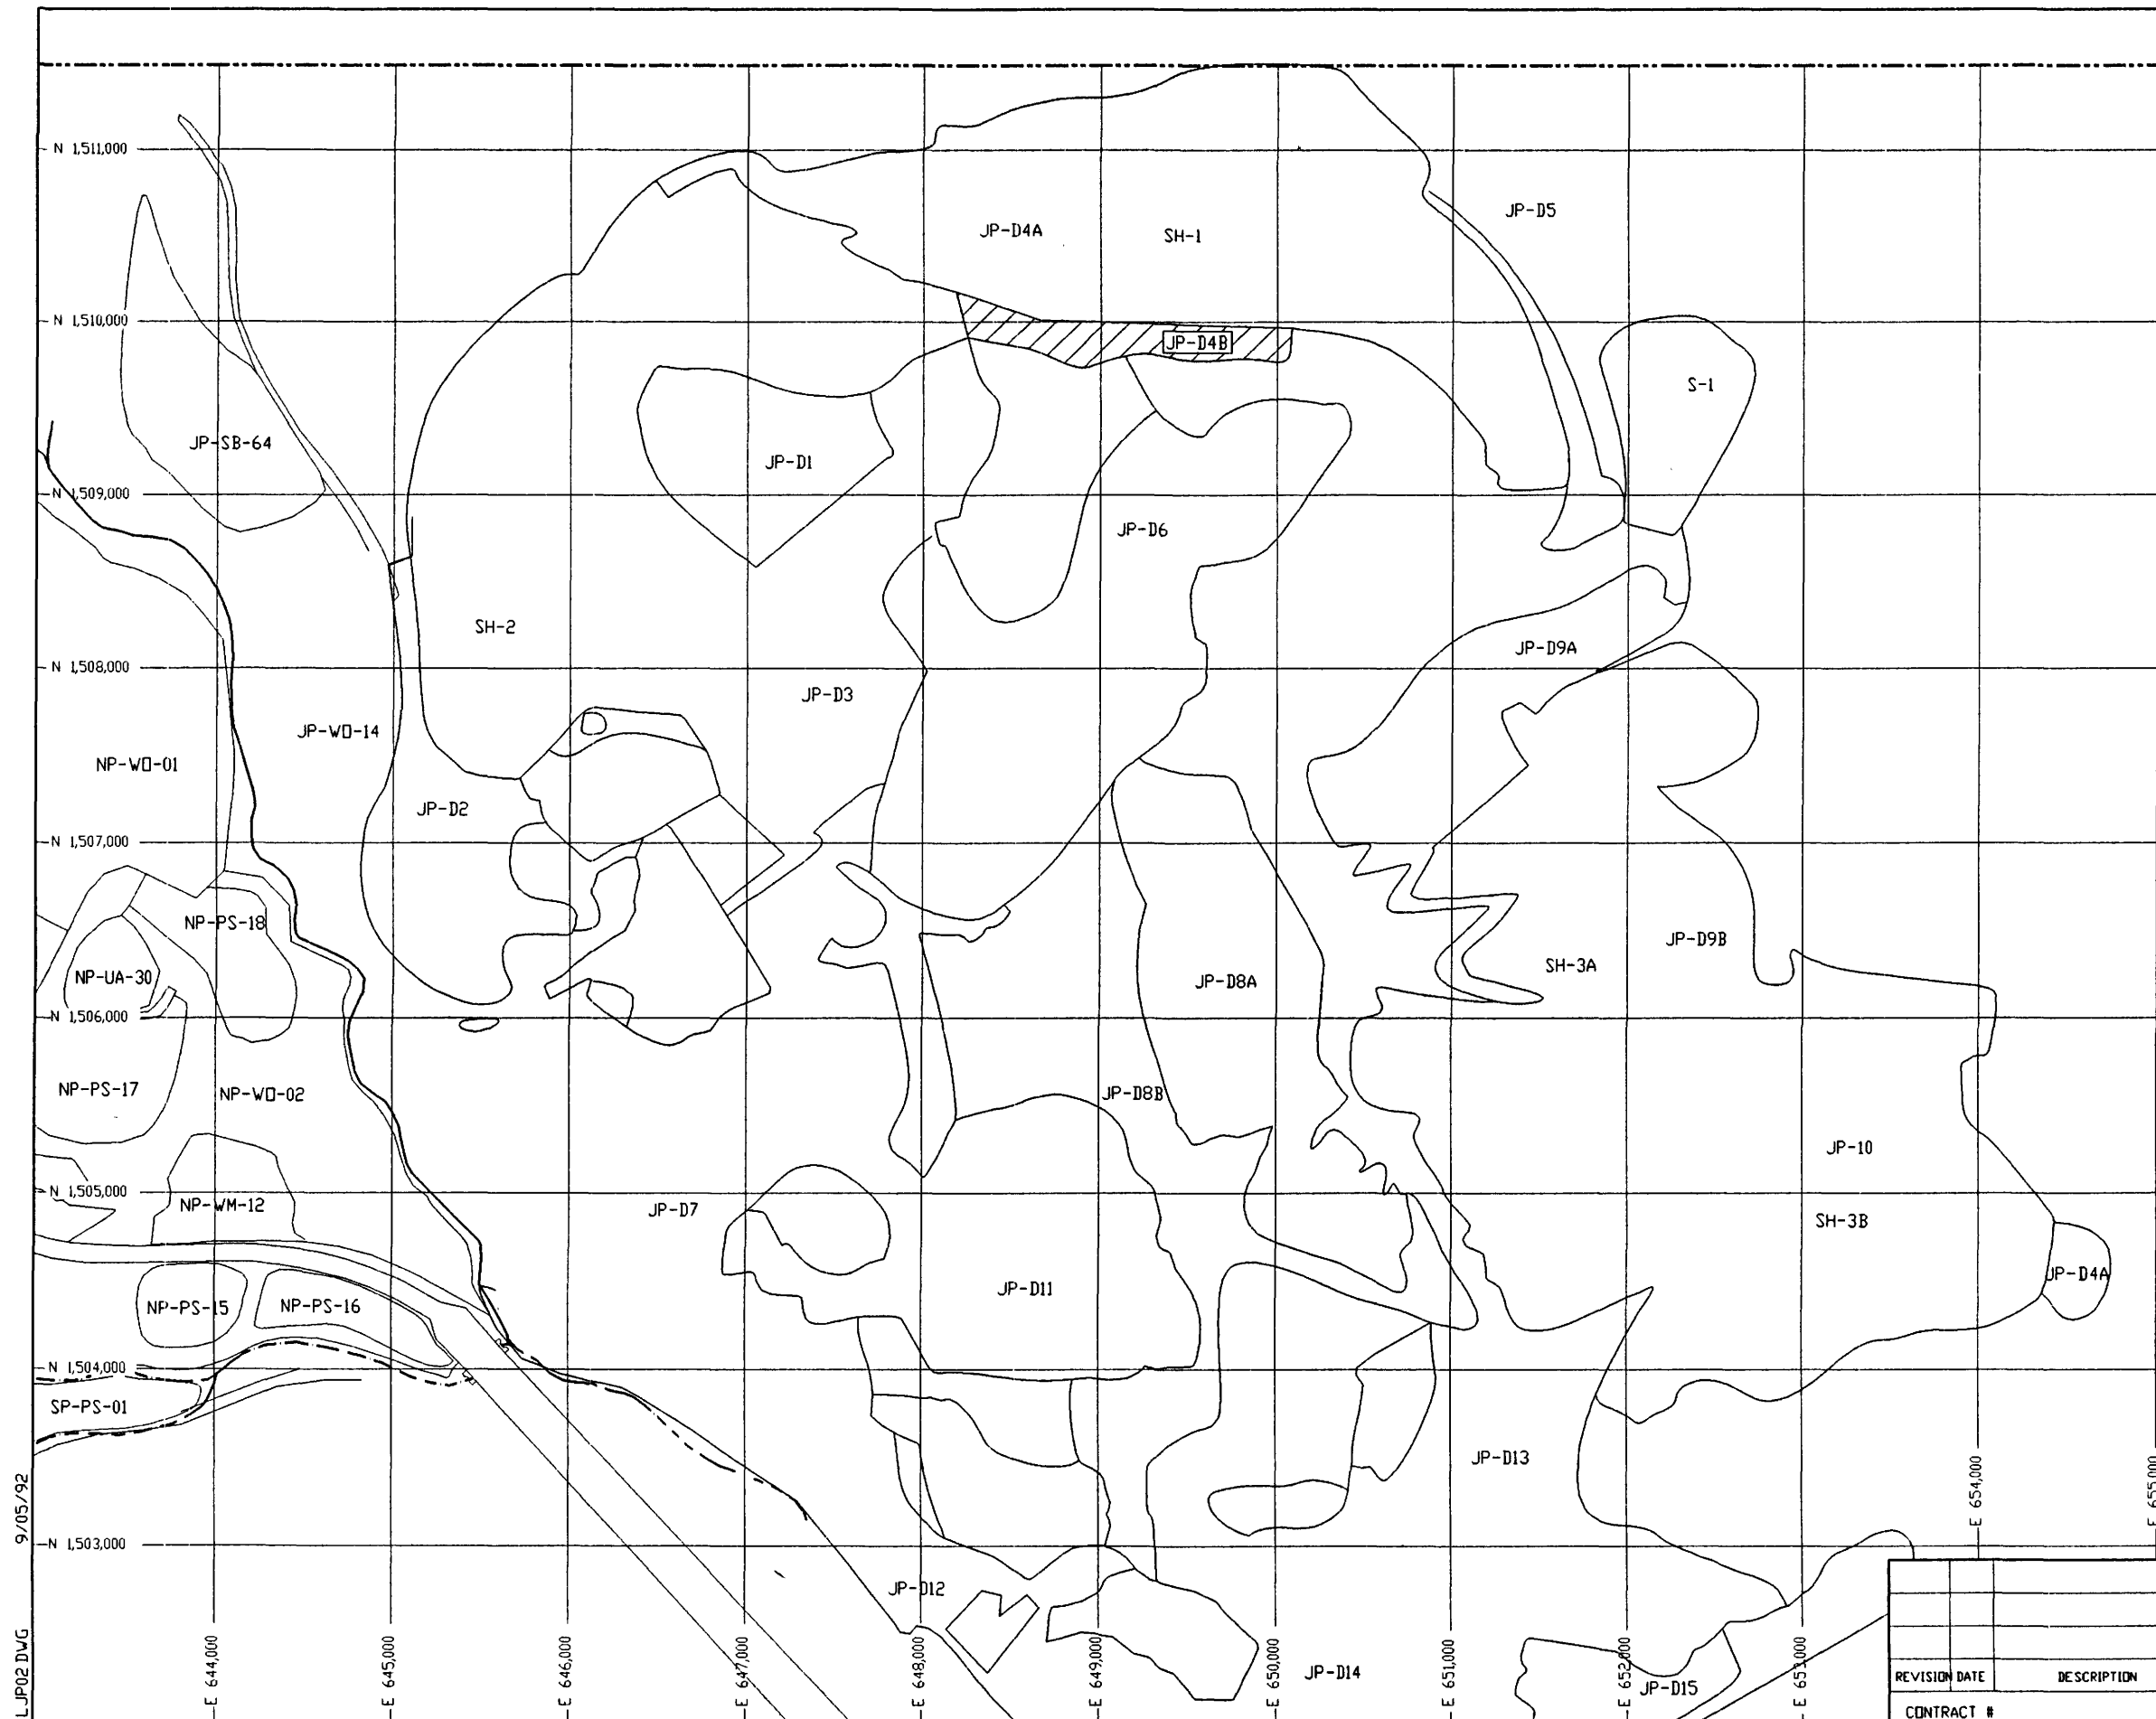 N 1,511,000
JP-D5
JP-D4A
SH-1
N 1,510,000
JP-D4B
S-1
JP-SB-64
JP-D1
N 1,509,000
JP-D6
SH-2
JP-D9A
N 1,508,000
JP-D3
JP-WO-14
NP-WO-01
JP-D2
N 1,507,000
NP-PS-18
JP-D9B
SH-3A
NP-UA-30
JP-D8A
N 1,506,000
NP-PS-17
NP-WO-02
JP-D8B
JP-10
N 1,505,000
NP-WM-12
JP-D7
SH-3B
JP-D4A
JP-D11
NP-PS-15
NP-PS-16
N 1,504,000
SP-PS-01
JP-D13
9/05/92
N 1,503,000
JP-D12
LJP02 DWG
E 644,000
E 645,000
E 646,000
E 647,000
E 648,000
E 649,000
E 650,000
E 651,000
E 652,000
E 653,000
E 654,000
E 655,000
JP-D14
JP-D15
REVISION DATE
DESCRIPTION
CONTRACT #